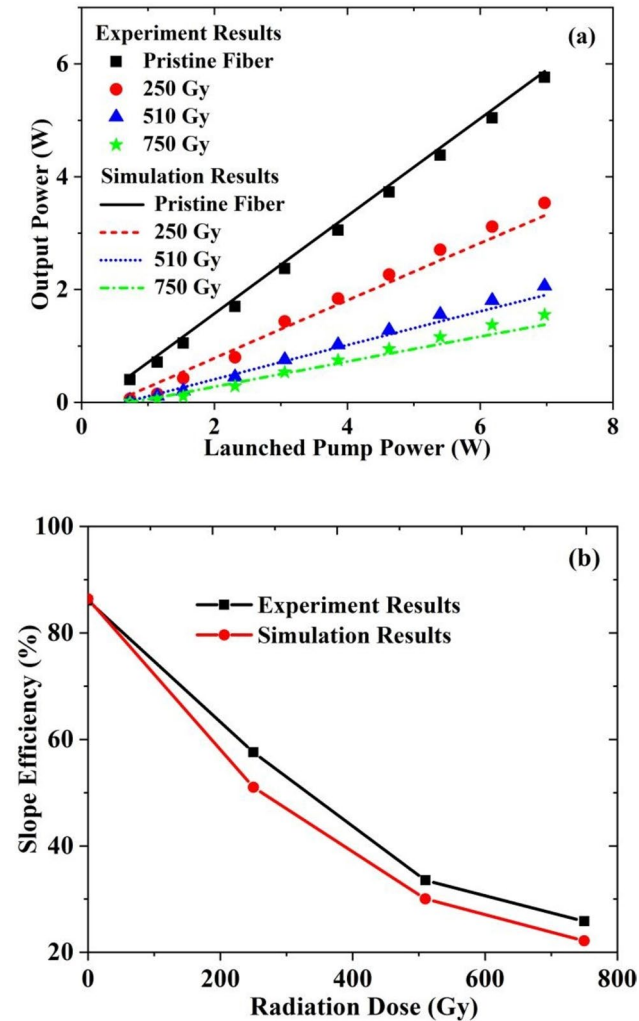 (a)
Experiment Results
Pristine Fiber
250 Gy
510 Gy
750 Gy
Simulation Results
Pristine Fiber
250 Gy
510 Gy
750 Gy
Output Power (W)
6
4
2
0
0 2 4 6 8
Launched Pump Power (W)
(b)
Experiment Results
Simulation Results
Slope Efficiency (%)
100
80
60
40
20
0 200 400 600 800
Radiation Dose (Gy)